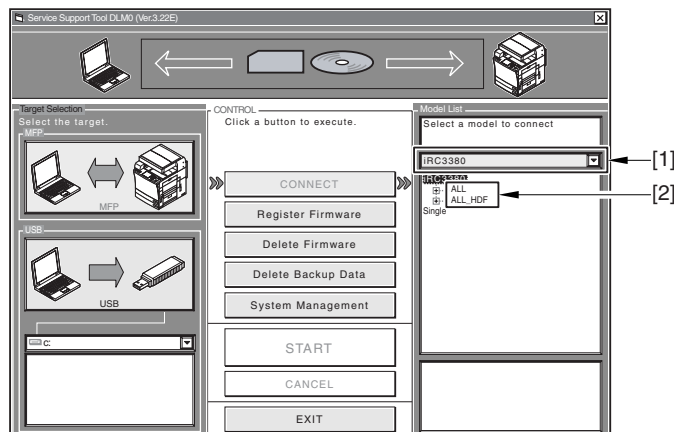 Service Support Tool DLM0 (Ver.3.22E)
Target Selection
Select the target.
MFP
MFP
USB
USB
C:
CONTROL
Click a button to execute.
CONNECT
Register Firmware
Delete Firmware
Delete Backup Data
System Management
START
CANCEL
EXIT
Model List
Select a model to connect
iRC3380
iRC3380
ALL
ALL_HDF
Single
[1]
[2]